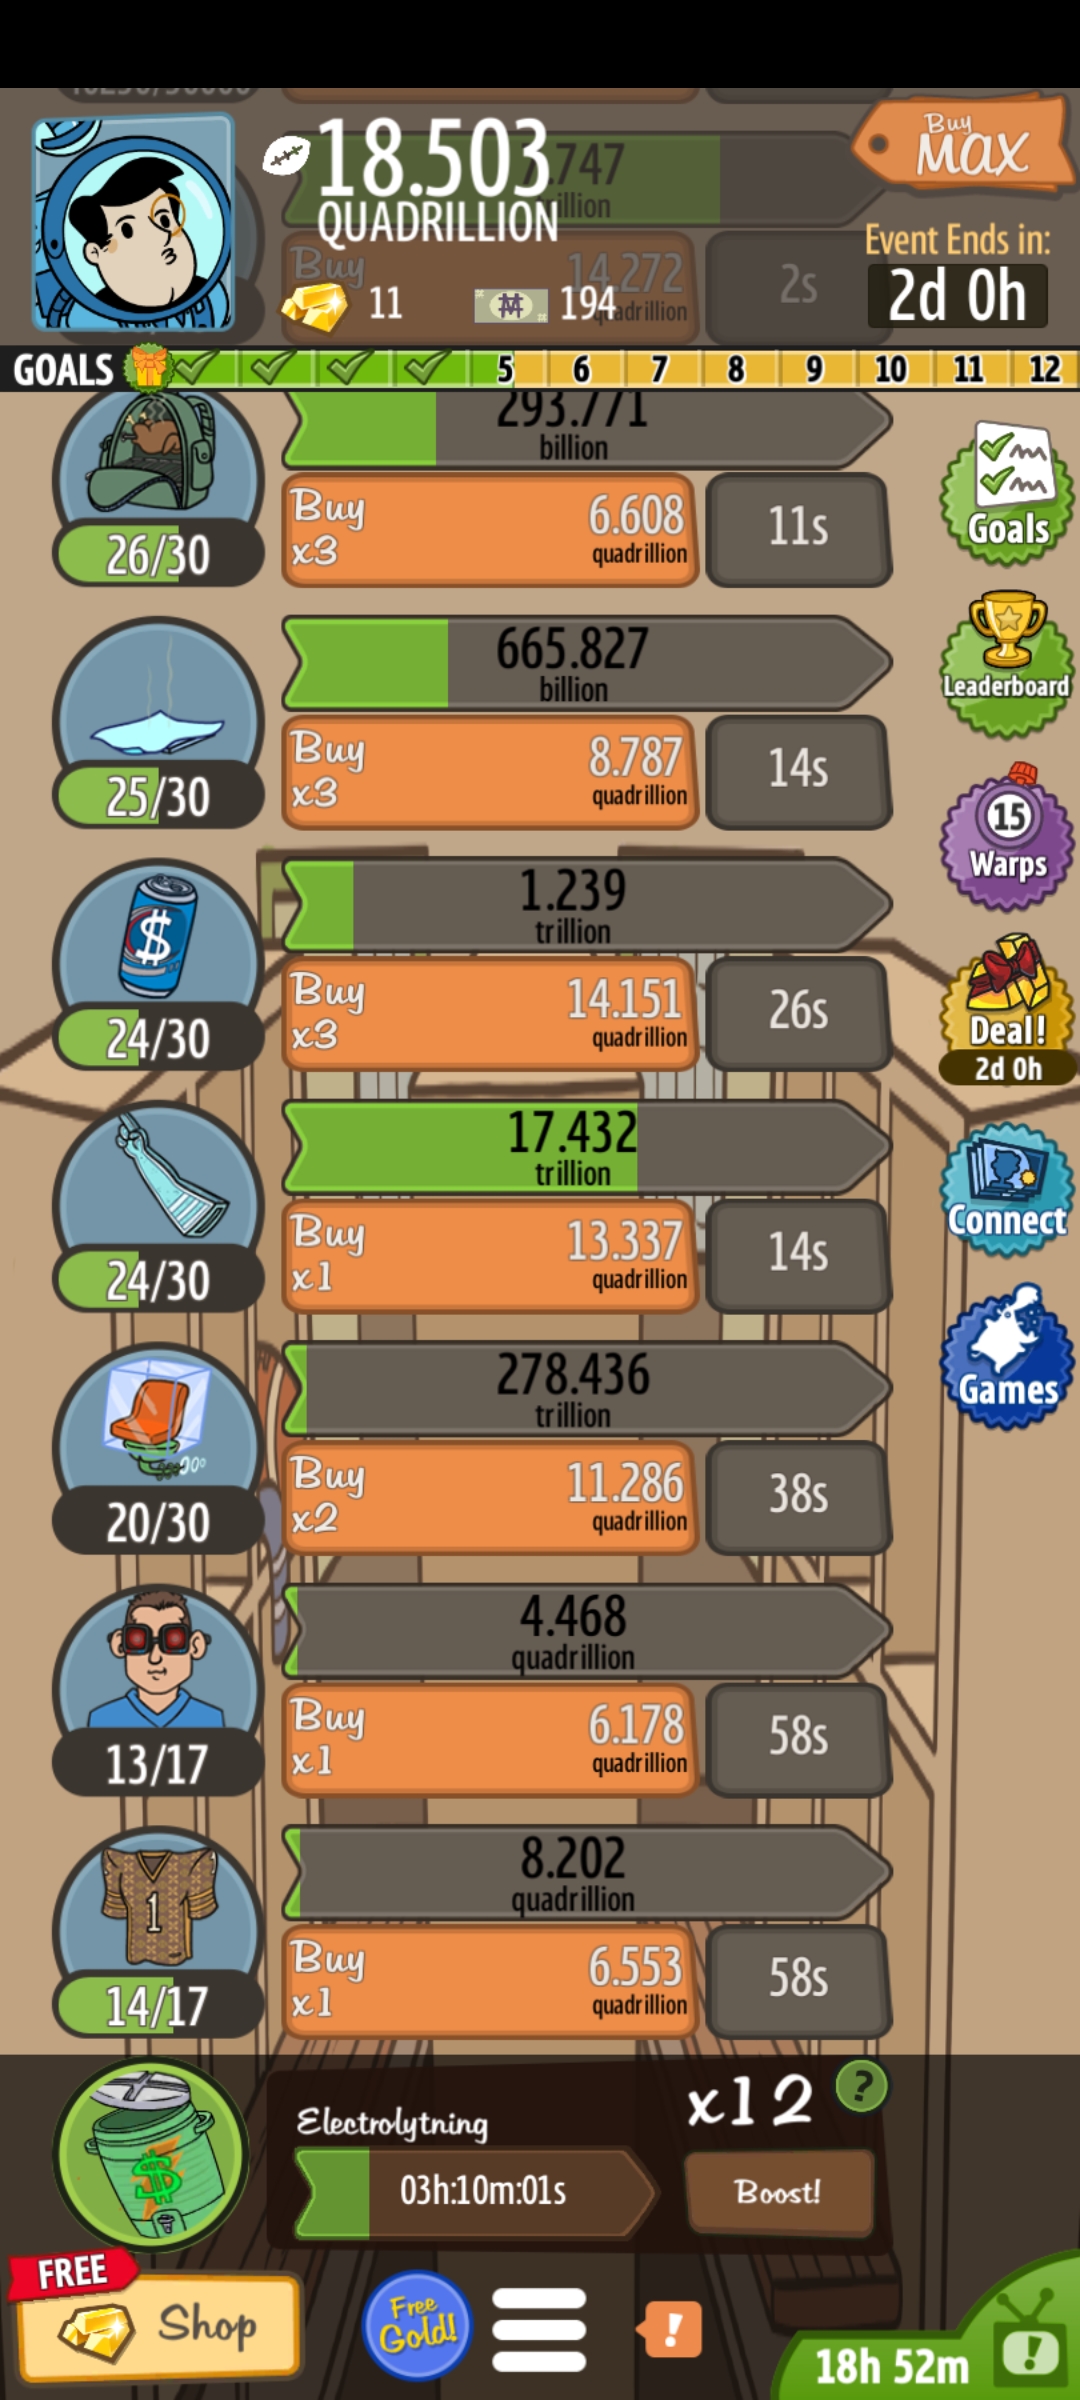 18.503
QUADRILLION
11
194
Buy
MAX
Event Ends in:
2d 0h
.747
Buy
14.272
2s
GOALS
5 6 7 8 9 10 11 12
293.771
billion
26/30
Buy
x3
6.608
quadrillion
11s
Goals
665.827
billion
25/30
Buy
x3
8.787
quadrillion
14s
Leaderboard
15
Warps
1.239
trillion
$
24/30
Buy
x3
14.151
quadrillion
26s
Deal!
2d 0h
17.432
trillion
24/30
Buy
x1
13.337
quadrillion
14s
Connect
278.436
trillion
20/30
Buy
x2
11.286
quadrillion
38s
Games
4.468
quadrillion
13/17
Buy
x1
6.178
quadrillion
58s
8.202
quadrillion
1
14/17
Buy
x1
6.553
quadrillion
58s
$
Electrolytning
x12
?
03h:10m:01s
Boost!
FREE
Shop
Free
Gold!
!
18h 52m
!